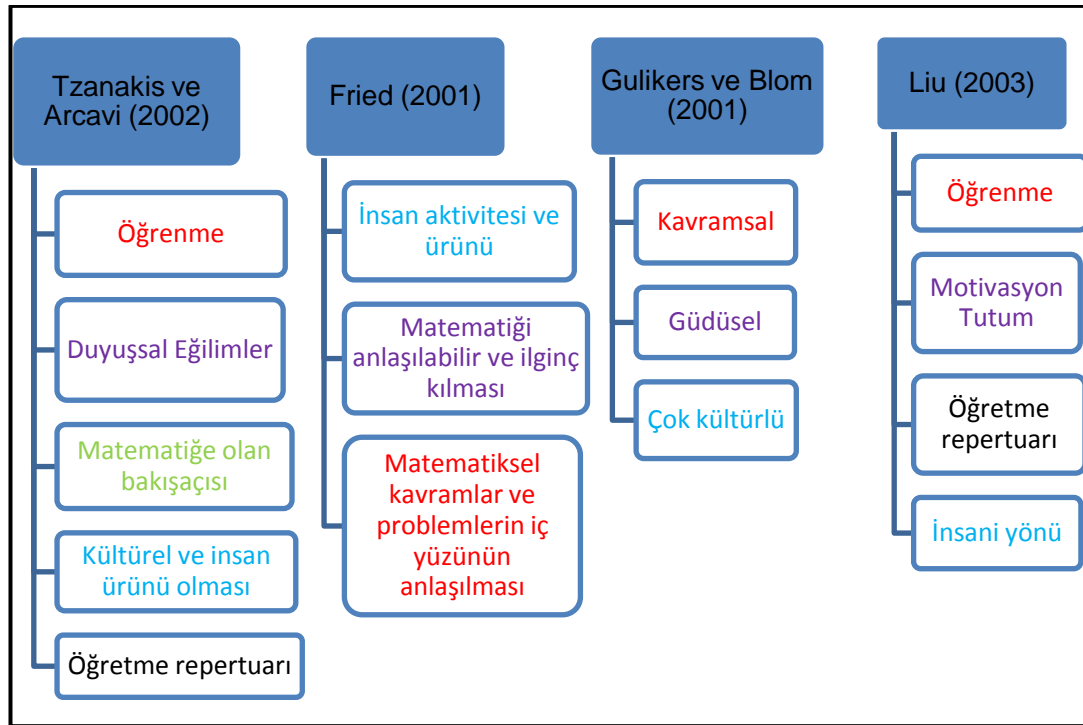 Tzanakis ve
Arcavi (2002)
Öğrenme
Duyuşsal Eğilimler
Matematiğe olan
bakışaçısı
Kültürel ve insan
ürünü olması
Öğretme repertuarı
Fried (2001)
İnsan aktivitesi ve
ürünü
Matematiği
anlaşılabilir ve ilginç
kılması
Matematiksel
kavramlar ve
problemlerin iç
yüzünün
anlaşılması
Gulikers ve Blom
(2001)
Kavramsal
Güdüsel
Çok kültürlü
Liu (2003)
Öğrenme
Motivasyon
Tutum
Öğretme
repertuarı
İnsani yönü